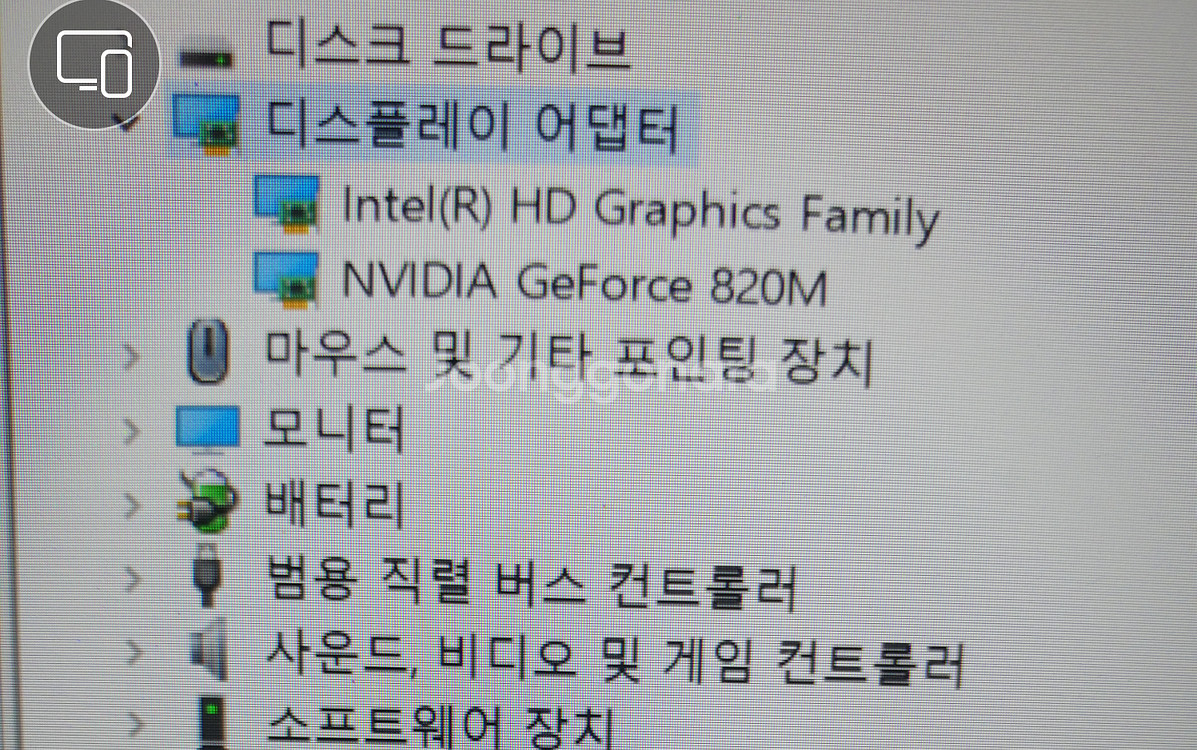 디스크 드라이브
디스플레이 어댑터
Intel(R) HD Graphics Family
NVIDIA GeForce 820M
마우스 및 기타 포인팅 장치
joonggonara
모니터
배터리
범용 직렬 버스 컨트롤러
사운드, 비디오 및 게임 컨트롤러
소프트웨어 장치